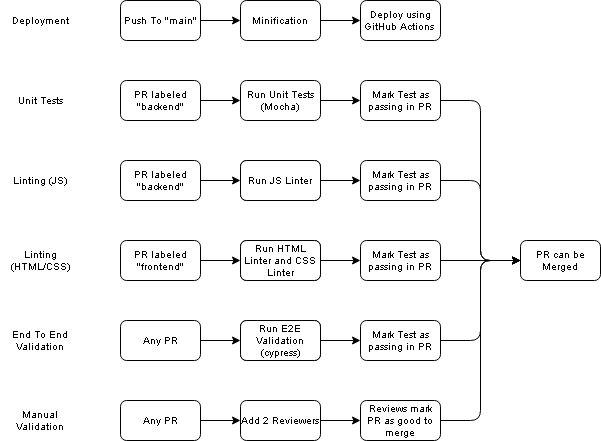 Deployment
Push To "main"
Minification
Deploy using
GitHub Actions
Unit Tests
PR labeled
"backend"
Run Unit Tests
(Mocha)
Mark Test as
passing in PR
Linting (JS)
PR labeled
"backend"
Run JS Linter
Mark Test as
passing in PR
Linting
(HTML/CSS)
PR labeled
"frontend"
Run HTML
Linter and CSS
Linter
Mark Test as
passing in PR
PR can be
Merged
End To End
Validation
Any PR
Run E2E
Validation
(cypress)
Mark Test as
passing in PR
Manual
Validation
Any PR
Add 2 Reviewers
Reviews mark
PR as good to
merge